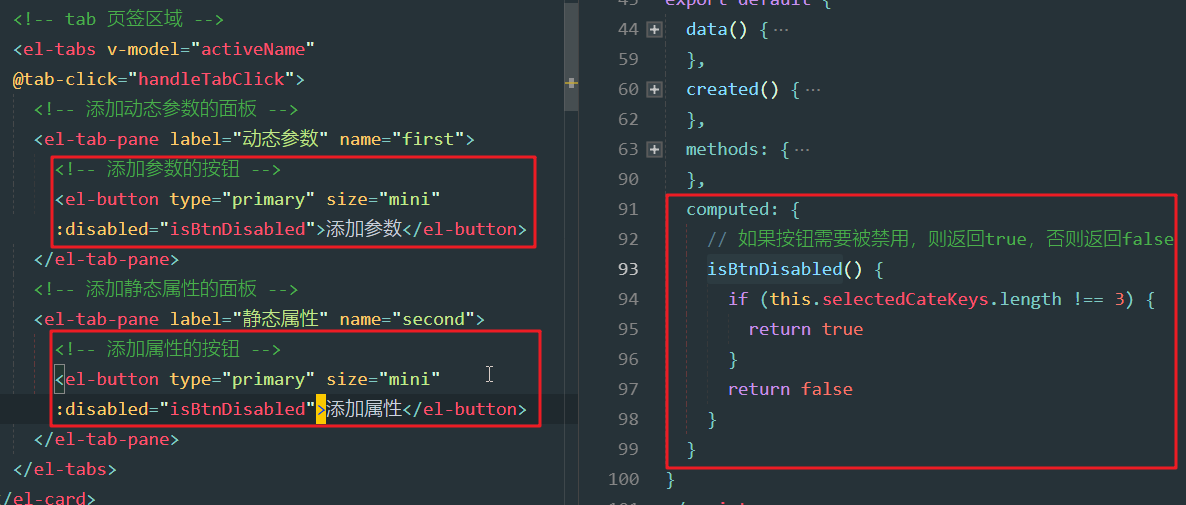 <!-- tab 页签区域 -->
<el-tabs v-model="activeName"
@tab-click="handleTabClick">
<!-- 添加动态参数的面板 -->
<el-tab-pane label="动态参数" name="first">
<!-- 添加参数的按钮 -->
<el-button type="primary" size="mini"
:disabled="isBtnDisabled">添加参数</el-button>
</el-tab-pane>
<!-- 添加静态属性的面板 -->
<el-tab-pane label="静态属性" name="second">
<!-- 添加属性的按钮 -->
<el-button type="primary" size="mini"
:disabled="isBtnDisabled">添加属性</el-button>
</el-tab-pane>
</el-tabs>
/el-card>
export default {
44 data() { ···
59 },
60 created() { ···
62 },
63 methods: { ···
90 },
91 computed: {
92 // 如果按钮需要被禁用，则返回true，否则返回false
93 isBtnDisabled() {
94 if (this.selectedCateKeys.length !== 3) {
95 return true
96 }
97 return false
98 }
99 }
100 }